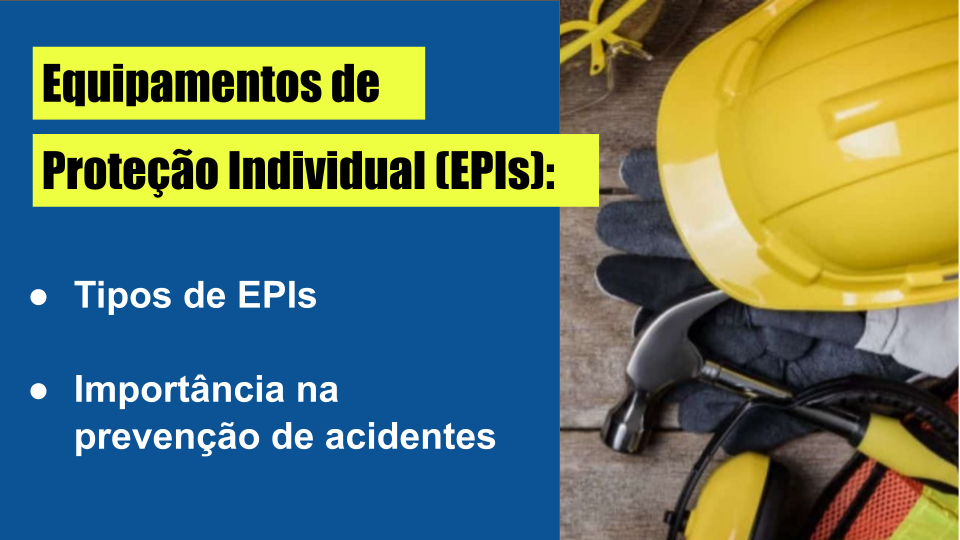 Equipamentos de
Proteção Individual (EPIs):
● Tipos de EPIs
● Importância na
prevenção de acidentes